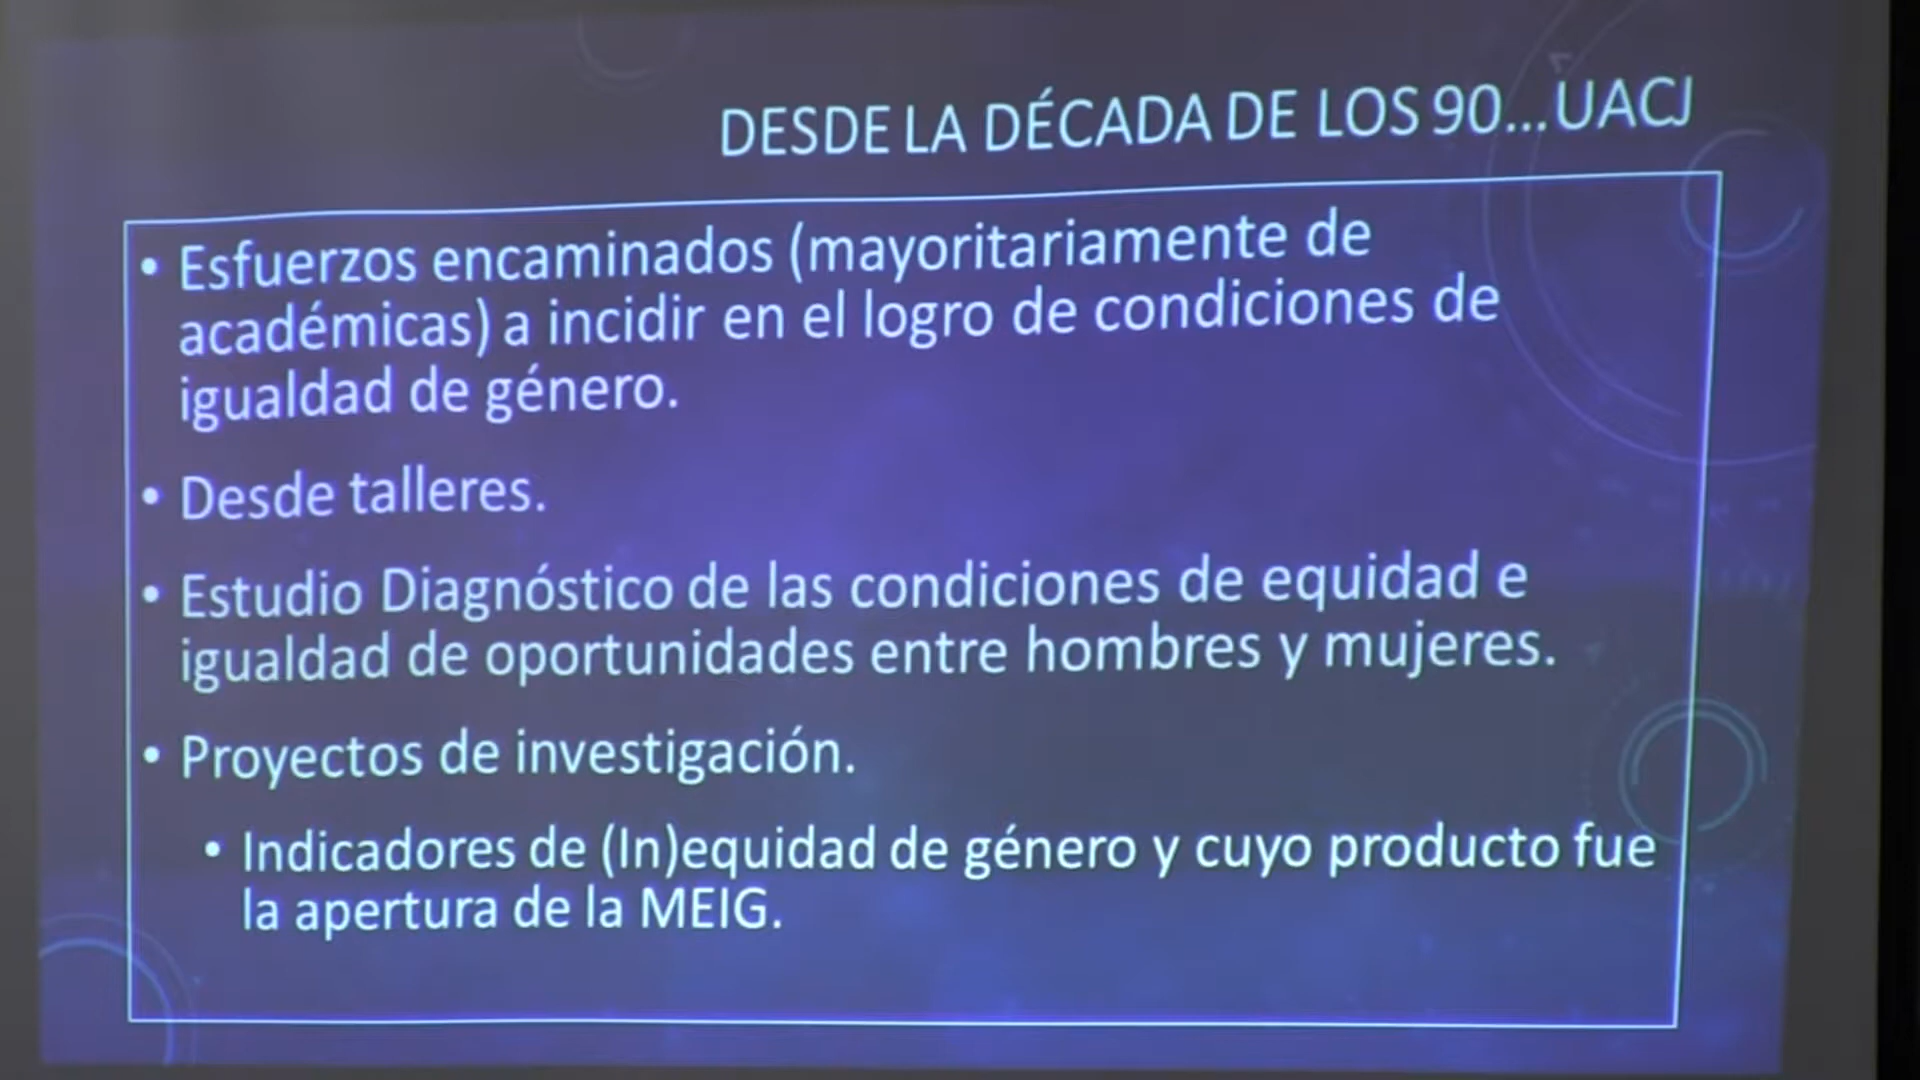 DESDE LA DÉCADA DE LOS 90...UACJ
• Esfuerzos encaminados (mayoritariamente de
académicas) a incidir en el logro de condiciones de
igualdad de género.
• Desde talleres.
• Estudio Diagnóstico de las condiciones de equidad e
igualdad de oportunidades entre hombres y mujeres.
• Proyectos de investigación.
• Indicadores de (In)equidad de género y cuyo producto fue
la apertura de la MEIG.